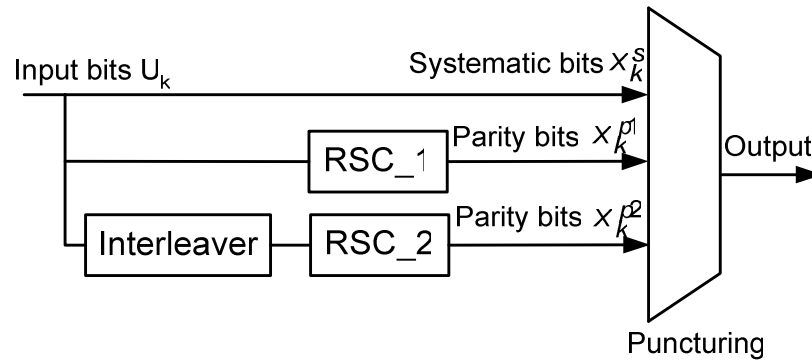 Input bits U_k
Systematic bits X_k^s
Parity bits X_k^p1
RSC_1
Output
Parity bits X_k^p2
Interleaver
RSC_2
Puncturing